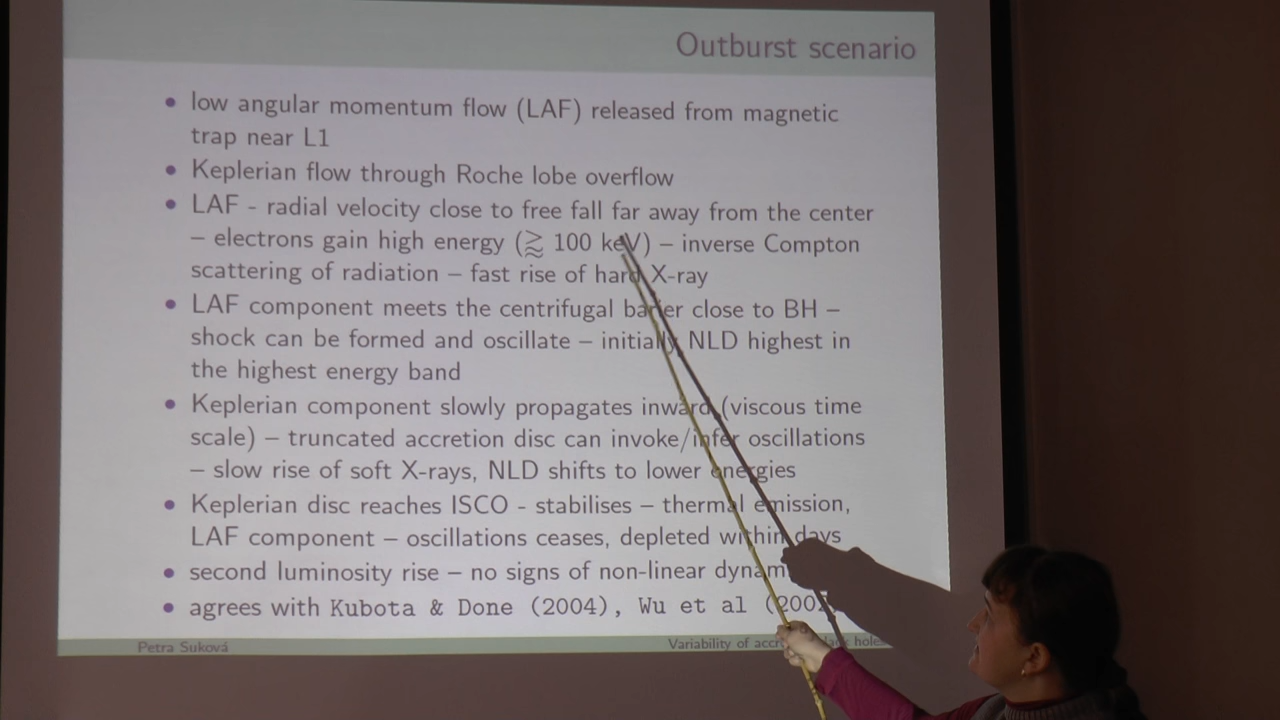 Outburst scenario
• low angular momentum flow (LAF) released from magnetic
trap near L1
• Keplerian flow through Roche lobe overflow
• LAF - radial velocity close to free fall far away from the center
– electrons gain high energy (⪆ 100 keV) – inverse Compton
scattering of radiation – fast rise of hard X-ray
• LAF component meets the centrifugal barier close to BH –
shock can be formed and oscillate – initially NLD highest in
the highest energy band
• Keplerian component slowly propagates inward (viscous time
scale) – truncated accretion disc can invoke/infer oscillations
– slow rise of soft X-rays, NLD shifts to lower energies
• Keplerian disc reaches ISCO - stabilises – thermal emission,
LAF component – oscillations ceases, depleted within days
• second luminosity rise – no signs of non-linear
• agrees with Kubota & Done (2004), Wu et al
Petra Suková
Variability of